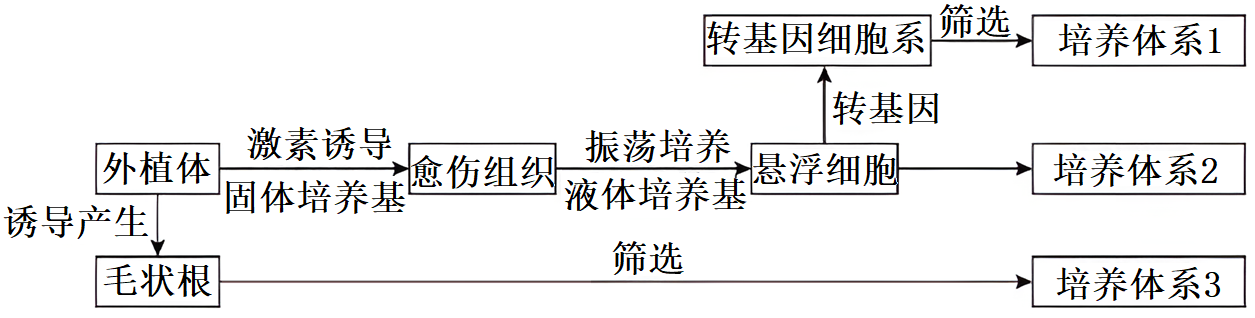 转基因细胞系
筛选
培养体系1
转基因
外植体
激素诱导
固体培养基
愈伤组织
振荡培养
液体培养基
悬浮细胞
培养体系2
诱导产生
毛状根
筛选
培养体系3